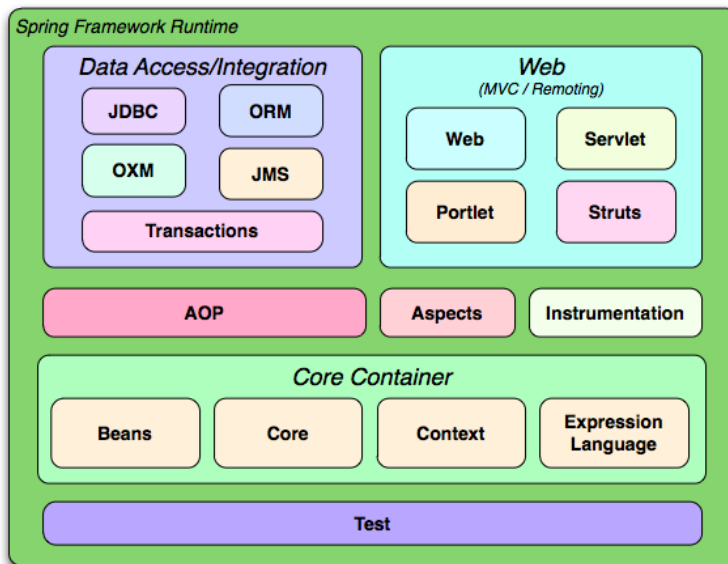 Spring Framework Runtime
Data Access/Integration
JDBC
ORM
OXM
JMS
Transactions
Web
(MVC / Remoting)
Web
Servlet
Portlet
Struts
AOP
Aspects
Instrumentation
Core Container
Beans
Core
Context
Expression
Language
Test